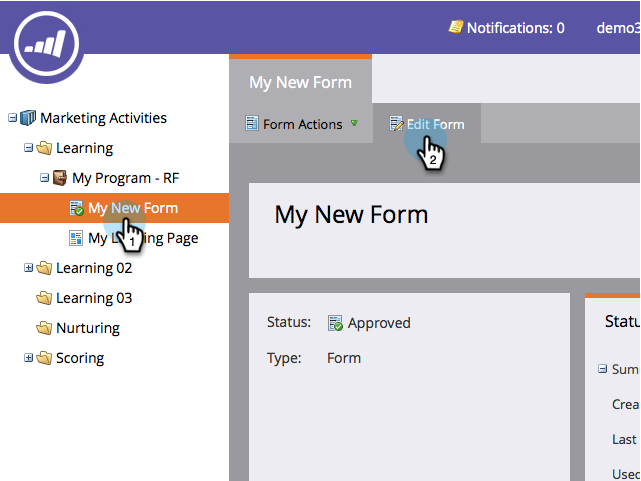 Notifications: 0
demo3
My New Form
Form Actions
Edit Form
2
Marketing Activities
Learning
My Program - RF
My New Form
1
My Landing Page
Learning 02
Learning 03
Nurturing
Scoring
My New Form
Status: Approved
Type: Form
Statu
Sum
Crea
Last
Used